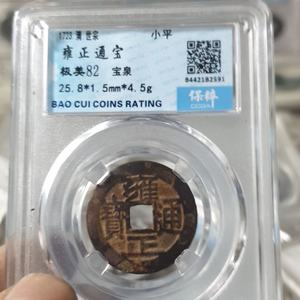 1723 清 世宗
小平
雍正通宝
极美82 宝泉
25.8*1.5mm*4.5g
BAO CUI COINS RATING
84421B2591
保粹
雍正通寶